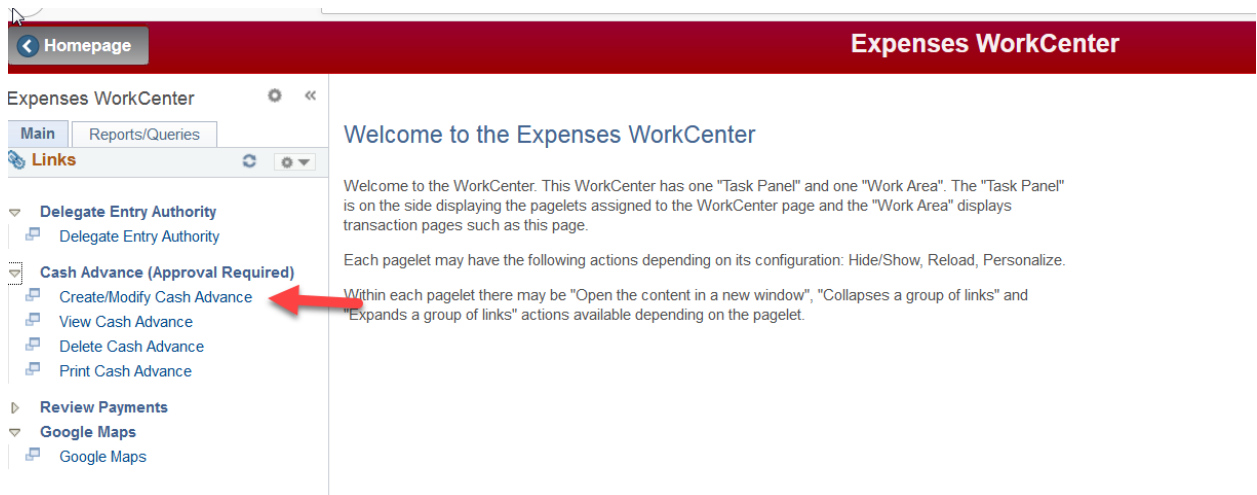 Homepage
Expenses WorkCenter
Expenses WorkCenter
Main
Reports/Queries
Links
Delegate Entry Authority
Delegate Entry Authority
Cash Advance (Approval Required)
Create/Modify Cash Advance
View Cash Advance
Delete Cash Advance
Print Cash Advance
Review Payments
Google Maps
Google Maps
Welcome to the Expenses WorkCenter
Welcome to the WorkCenter. This WorkCenter has one "Task Panel" and one "Work Area". The "Task Panel"
is on the side displaying the pagelets assigned to the WorkCenter page and the "Work Area" displays
transaction pages such as this page.
Each pagelet may have the following actions depending on its configuration: Hide/Show, Reload, Personalize.
Within each pagelet there may be "Open the content in a new window", "Collapses a group of links" and
"Expands a group of links" actions available depending on the pagelet.